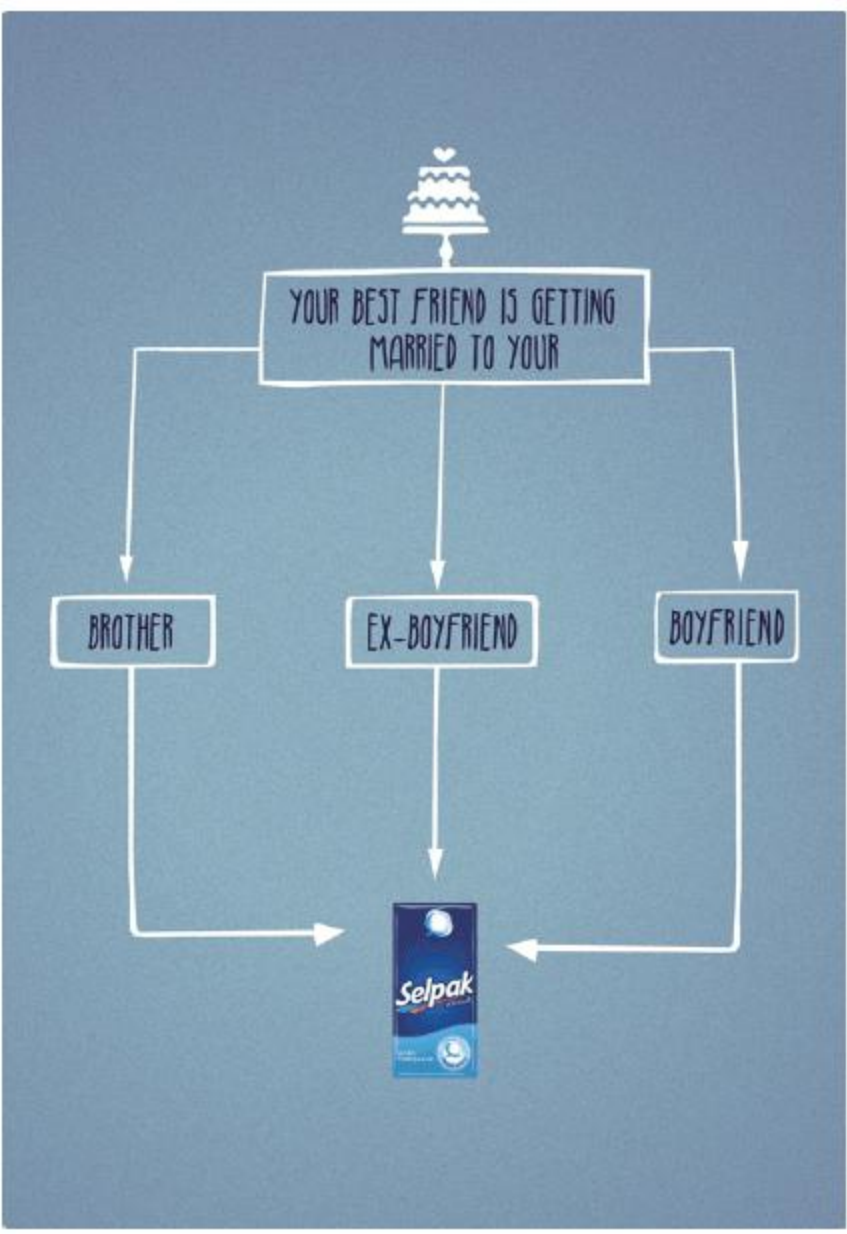 YOUR BEST FRIEND IS GETTING
MARRIED TO YOUR
BROTHER
EX-BOYFRIEND
BOYFRIEND
Selpak